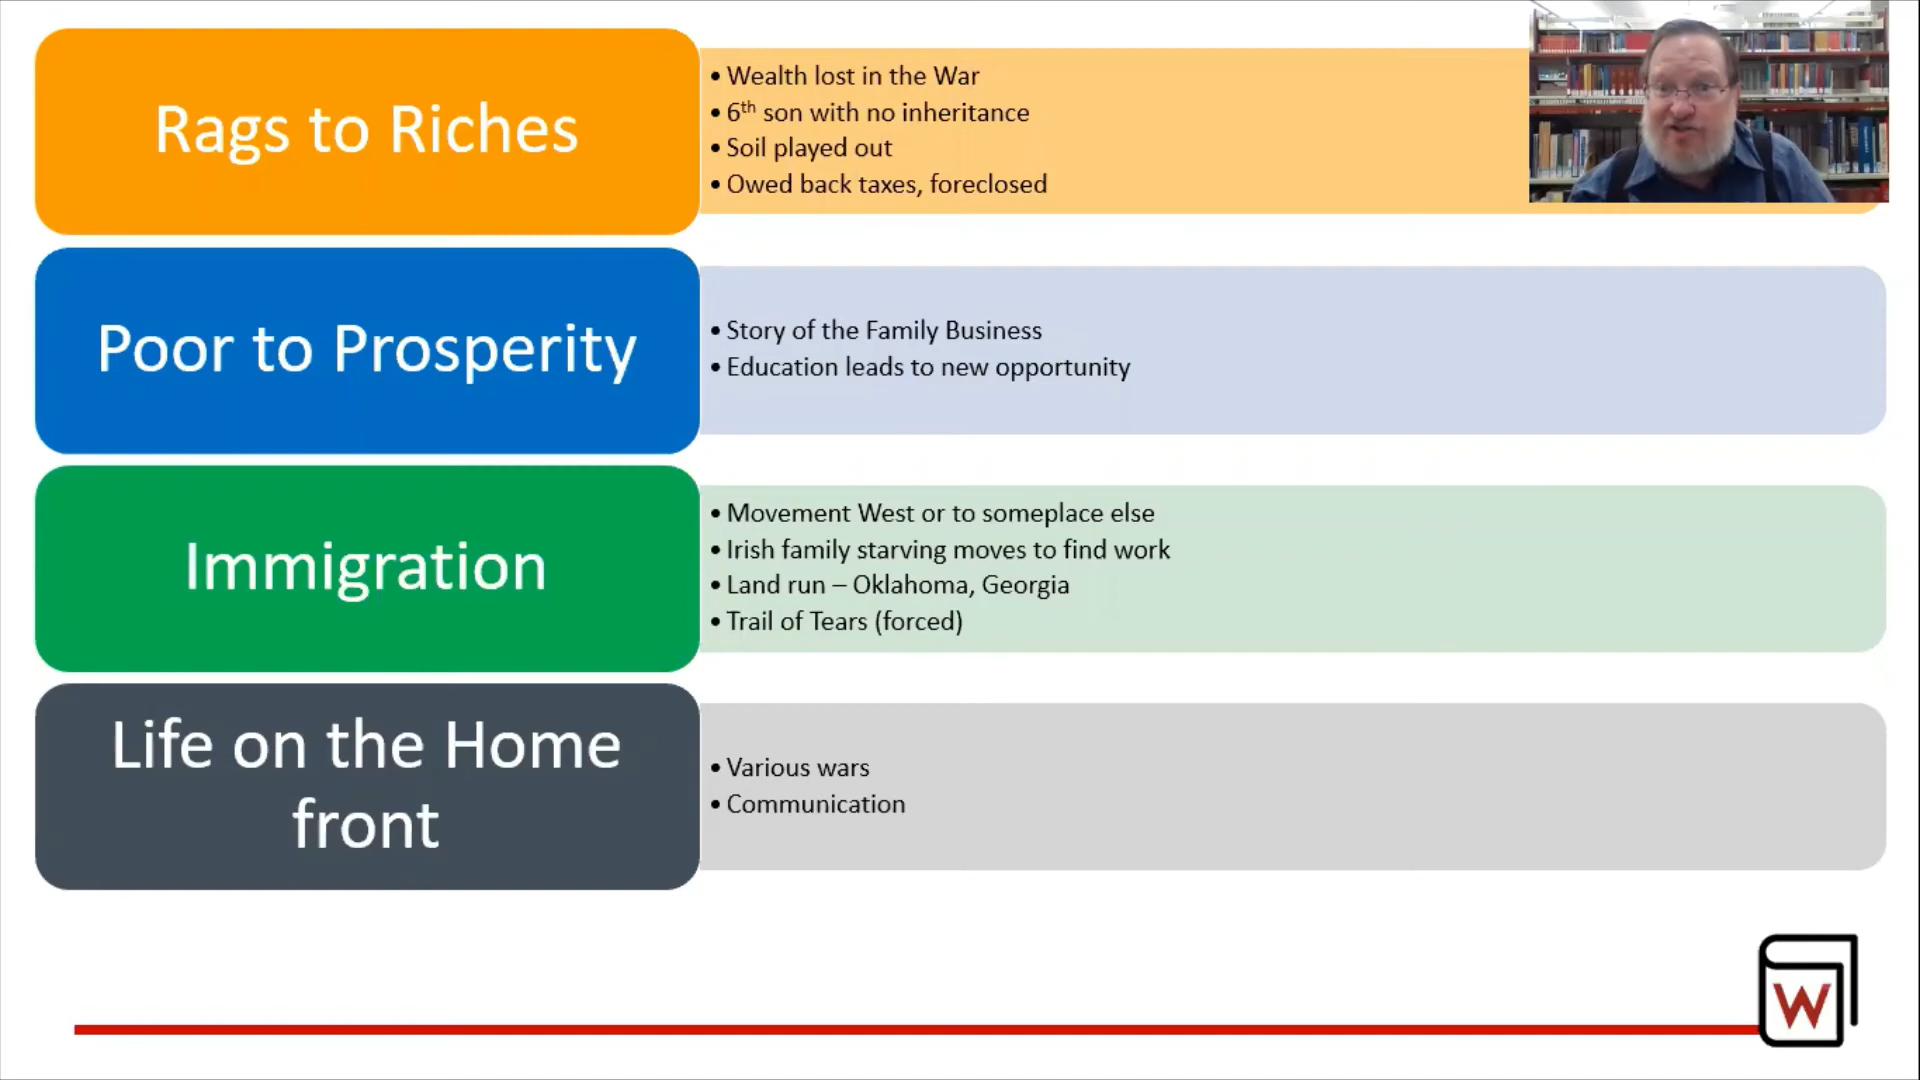 Rags to Riches
• Wealth lost in the War
• 6th son with no inheritance
• Soil played out
• Owed back taxes, foreclosed
Poor to Prosperity
• Story of the Family Business
• Education leads to new opportunity
Immigration
• Movement West or to someplace else
• Irish family starving moves to find work
• Land run – Oklahoma, Georgia
• Trail of Tears (forced)
Life on the Home
front
• Various wars
• Communication
W